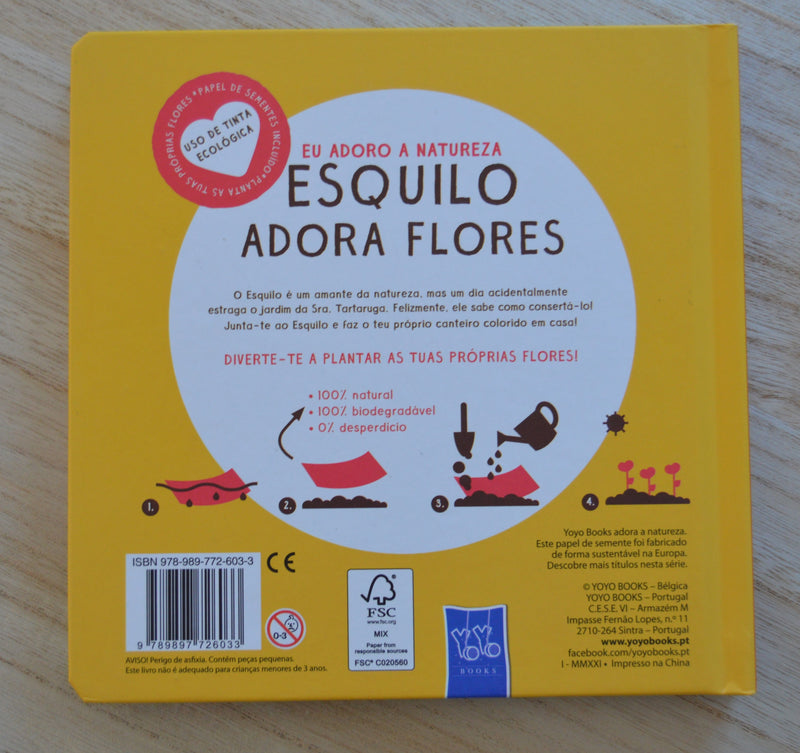 PLANTA AS TUAS PRÓPRIAS FLORES * PAPEL DE SEMENTES INCLUÍDO *
USO DE TINTA
ECOLÓGICA
EU ADORO A NATUREZA
ESQUILO
ADORA FLORES
O Esquilo é um amante da natureza, mas um dia acidentalmente
estraga o jardim da Sra. Tartaruga. Felizmente, ele sabe como consertá-lo!
Junta-te ao Esquilo e faz o teu próprio canteiro colorido em casa!
DIVERTE-TE A PLANTAR AS TUAS PRÓPRIAS FLORES!
• 100% natural
• 100% biodegradável
• 0% desperdício
1.
2.
3.
4.
Yoyo Books adora a natureza.
Este papel de semente foi fabricado
de forma sustentável na Europa.
Descobre mais títulos nesta série.
© YOYO BOOKS – Bélgica
YOYO BOOKS – Portugal
C.E.S.E. VI – Armazém M
Impasse Fernão Lopes, n.º 11
2710-264 Sintra – Portugal
www.yoyobooks.pt
facebook.com/yoyobooks.pt
I - MMXXI • Impresso na China
ISBN 978-989-772-603-3
CE
9 789897 726033
0-3
AVISO! Perigo de asfixia. Contém peças pequenas.
Este livro não é adequado para crianças menores de 3 anos.
FSC
www.fsc.org
MIX
Paper from
responsible sources
FSC® C020560
YOYO
BOOKS